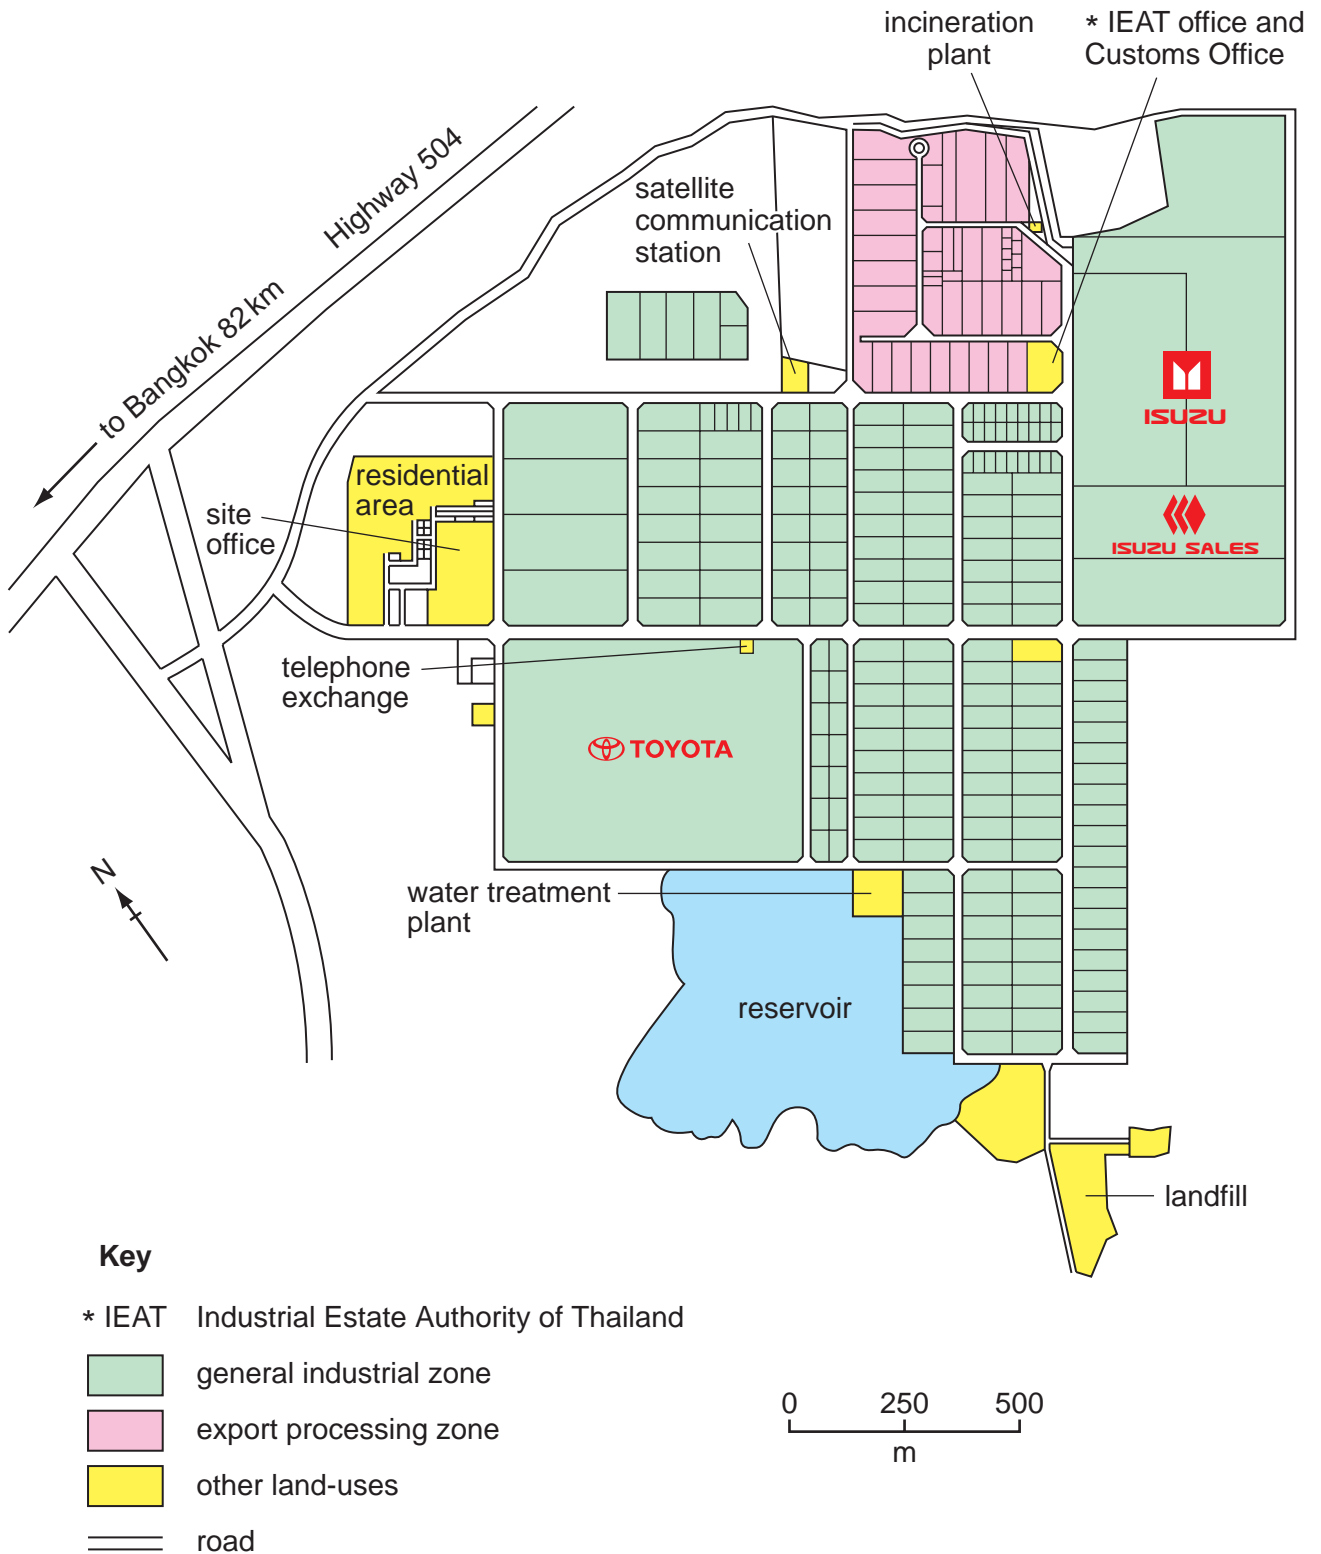 incineration
plant
* IEAT office and
Customs Office
Highway 504
to Bangkok 82 km
satellite
communication
station
ISUZU
ISUZU SALES
residential
area
site
office
telephone
exchange
TOYOTA
N
water treatment
plant
reservoir
landfill
Key
* IEAT Industrial Estate Authority of Thailand
general industrial zone
export processing zone
other land-uses
road
0 250 500
m